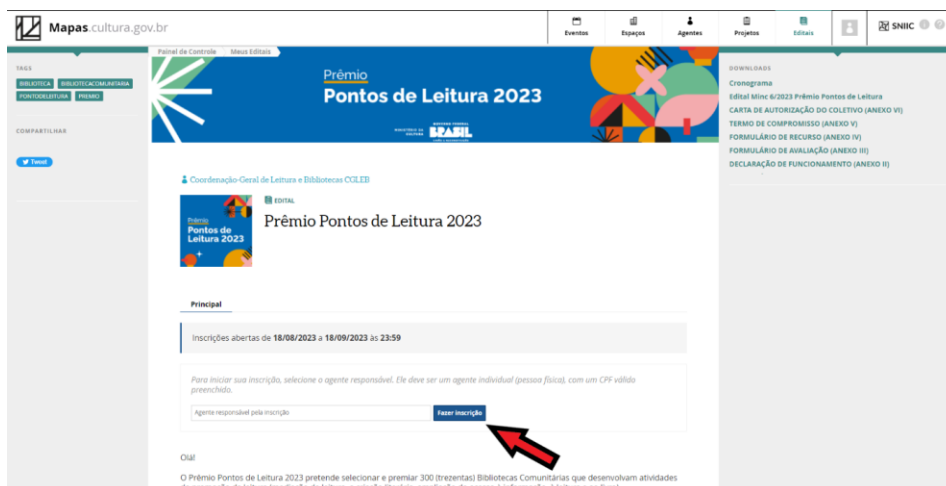 Mapas.cultura.gov.br
Eventos
Espaços
Agentes
Projetos
Editais
SNIIC
TAGS
BIBLIOTECA BIBLIOTECACOMUNITARIA
PONTODELEITURA PREMIO
COMPARTILHAR
Tweet
Painel de Controle Meus Editais
Prêmio
Pontos de Leitura 2023
MINISTÉRIO DA
CULTURA
GOVERNO FEDERAL
BRASIL
UNIÃO E RECONSTRUÇÃO
Coordenação-Geral de Leitura e Bibliotecas CGLEB
Prêmio
Pontos de
Leitura 2023
EDITAL
Prêmio Pontos de Leitura 2023
Principal
Inscrições abertas de 18/08/2023 a 18/09/2023 às 23:59
Para iniciar sua inscrição, selecione o agente responsável. Ele deve ser um agente individual (pessoa física), com um CPF válido
preenchido.
Agente responsável pela inscrição
Fazer inscrição
Olá!
O Prêmio Pontos de Leitura 2023 pretende selecionar e premiar 300 (trezentas) Bibliotecas Comunitárias que desenvolvam atividades
DOWNLOADS
Cronograma
Edital Minc 6/2023 Prêmio Pontos de Leitura
CARTA DE AUTORIZAÇÃO DO COLETIVO (ANEXO VI)
TERMO DE COMPROMISSO (ANEXO V)
FORMULÁRIO DE RECURSO (ANEXO IV)
FORMULÁRIO DE AVALIAÇÃO (ANEXO III)
DECLARAÇÃO DE FUNCIONAMENTO (ANEXO II)